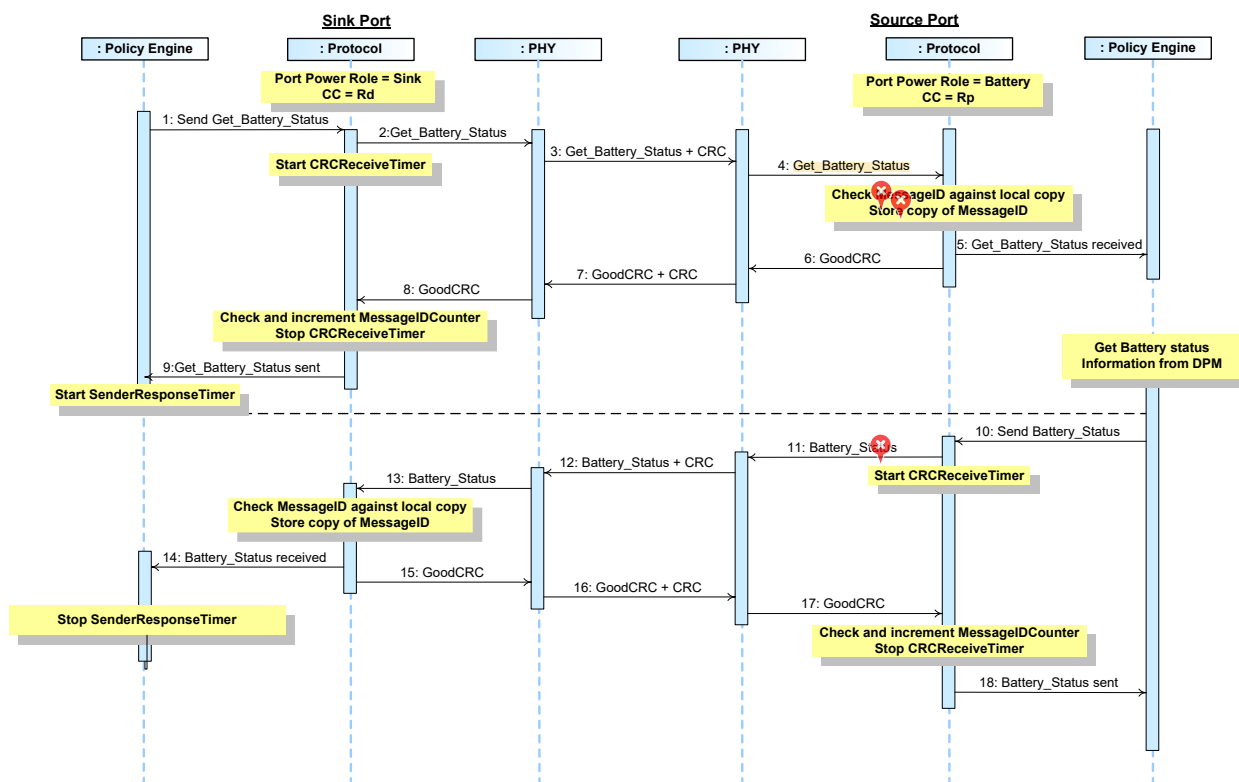 Sink Port
Source Port
: Policy Engine
: Protocol
: PHY
: PHY
: Protocol
: Policy Engine
Port Power Role = Sink
CC = Rd
Port Power Role = Battery
CC = Rp
1: Send Get_Battery_Status
2:Get_Battery_Status
Start CRCReceiveTimer
3: Get_Battery_Status + CRC
4: Get_Battery_Status
Check MessageID against local copy
Store copy of MessageID
5: Get_Battery_Status received
6: GoodCRC
7: GoodCRC + CRC
8: GoodCRC
Check and increment MessageIDCounter
Stop CRCReceiveTimer
9:Get_Battery_Status sent
Start SenderResponseTimer
Get Battery status
Information from DPM
10: Send Battery_Status
11: Battery_Status
Start CRCReceiveTimer
12: Battery_Status + CRC
13: Battery_Status
Check MessageID against local copy
Store copy of MessageID
14: Battery_Status received
15: GoodCRC
16: GoodCRC + CRC
17: GoodCRC
Stop SenderResponseTimer
Check and increment MessageIDCounter
Stop CRCReceiveTimer
18: Battery_Status sent